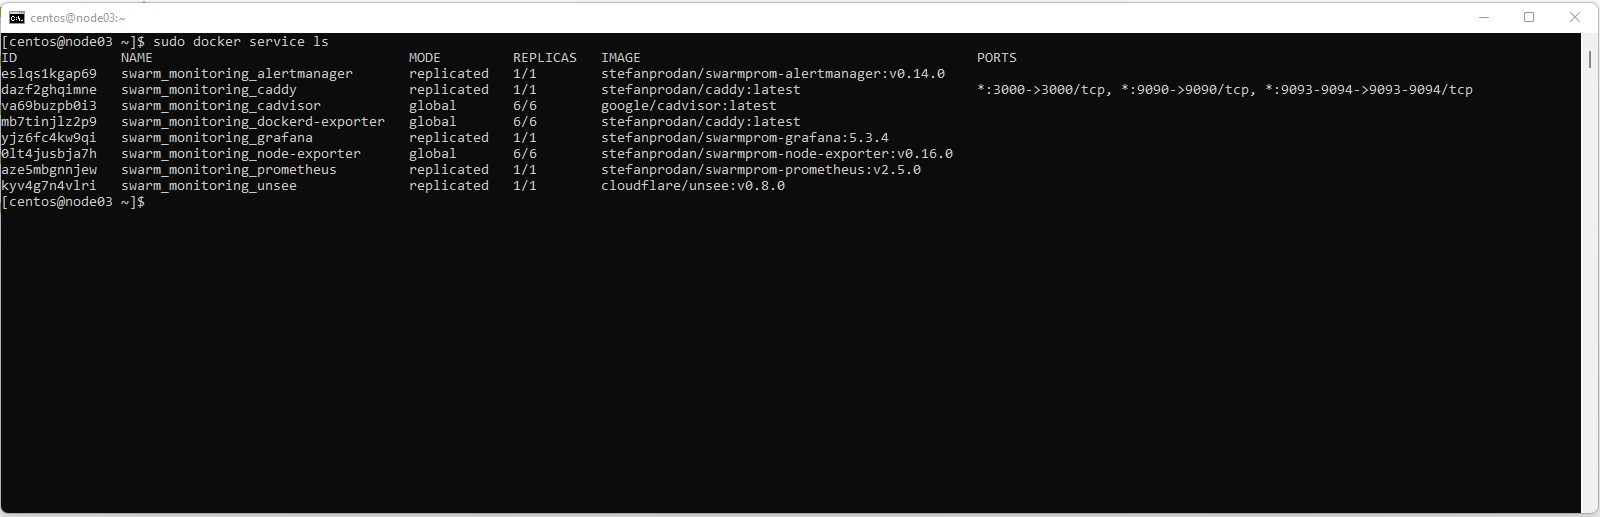 centos@node03:~
[centos@node03 ~]$ sudo docker service ls
ID NAME MODE REPLICAS IMAGE PORTS
eslqs1kgap69 swarm_monitoring_alertmanager replicated 1/1 stefanprodan/swarmprom-alertmanager:v0.14.0
dazf2ghqimne swarm_monitoring_caddy replicated 1/1 stefanprodan/caddy:latest *:3000->3000/tcp, *:9090->9090/tcp, *:9093-9094->9093-9094/tcp
va69buzpb0i3 swarm_monitoring_cadvisor global 6/6 google/cadvisor:latest
mb7tinjlz2p9 swarm_monitoring_dockerd-exporter global 6/6 stefanprodan/caddy:latest
yjz6fc4kw9qi swarm_monitoring_grafana replicated 1/1 stefanprodan/swarmprom-grafana:5.3.4
0lt4jusbja7h swarm_monitoring_node-exporter global 6/6 stefanprodan/swarmprom-node-exporter:v0.16.0
aze5mbgnnjew swarm_monitoring_prometheus replicated 1/1 stefanprodan/swarmprom-prometheus:v2.5.0
kyv4g7n4vlri swarm_monitoring_unsee replicated 1/1 cloudflare/unsee:v0.8.0
[centos@node03 ~]$